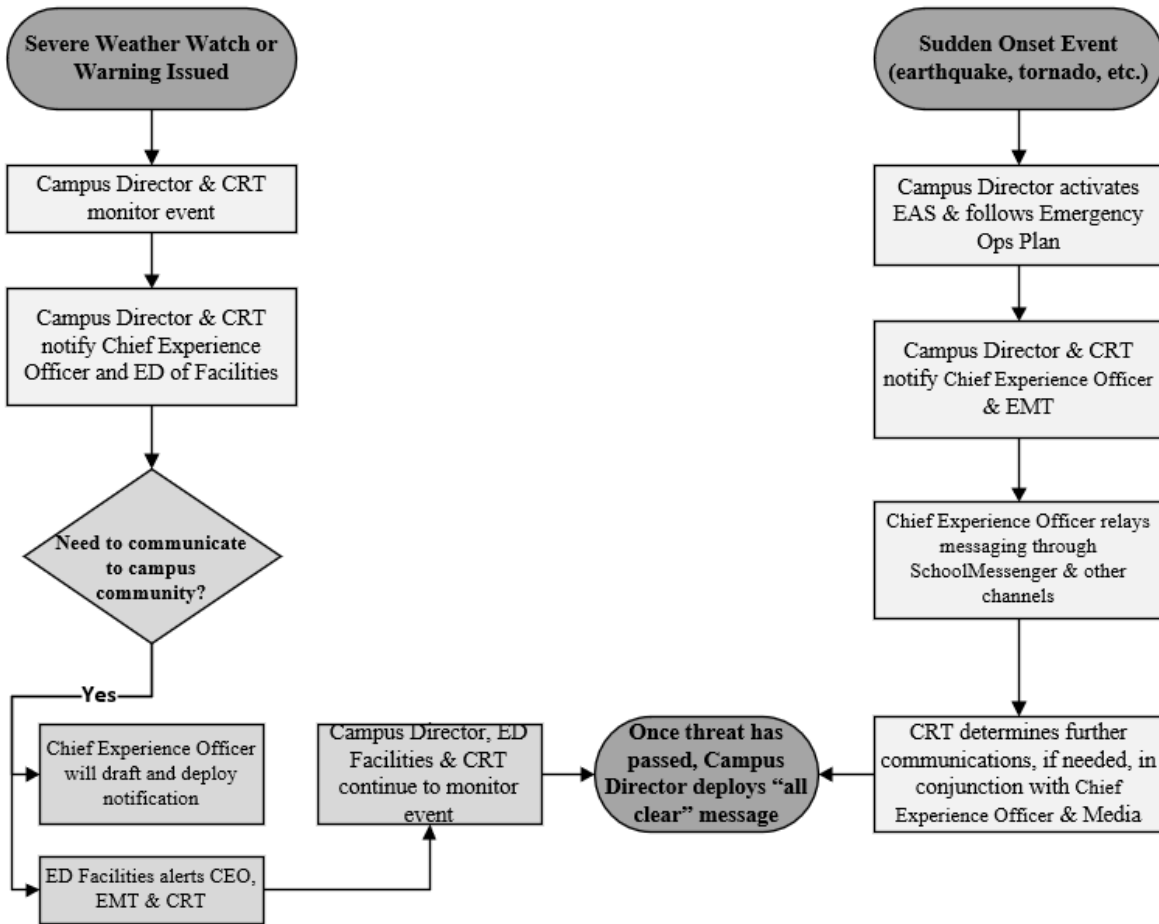 Severe Weather Watch or
Warning Issued
Campus Director & CRT
monitor event
Campus Director & CRT
notify Chief Experience
Officer and ED of Facilities
Need to communicate
to campus
community?
Yes
Chief Experience Officer
will draft and deploy
notification
ED Facilities alerts CEO,
EMT & CRT
Campus Director, ED
Facilities & CRT
continue to monitor
event
Once threat has
passed, Campus
Director deploys “all
clear” message
Sudden Onset Event
(earthquake, tornado, etc.)
Campus Director activates
EAS & follows Emergency
Ops Plan
Campus Director & CRT
notify Chief Experience Officer
& EMT
Chief Experience Officer relays
messaging through
SchoolMessenger & other
channels
CRT determines further
communications, if needed, in
conjunction with Chief
Experience Officer & Media